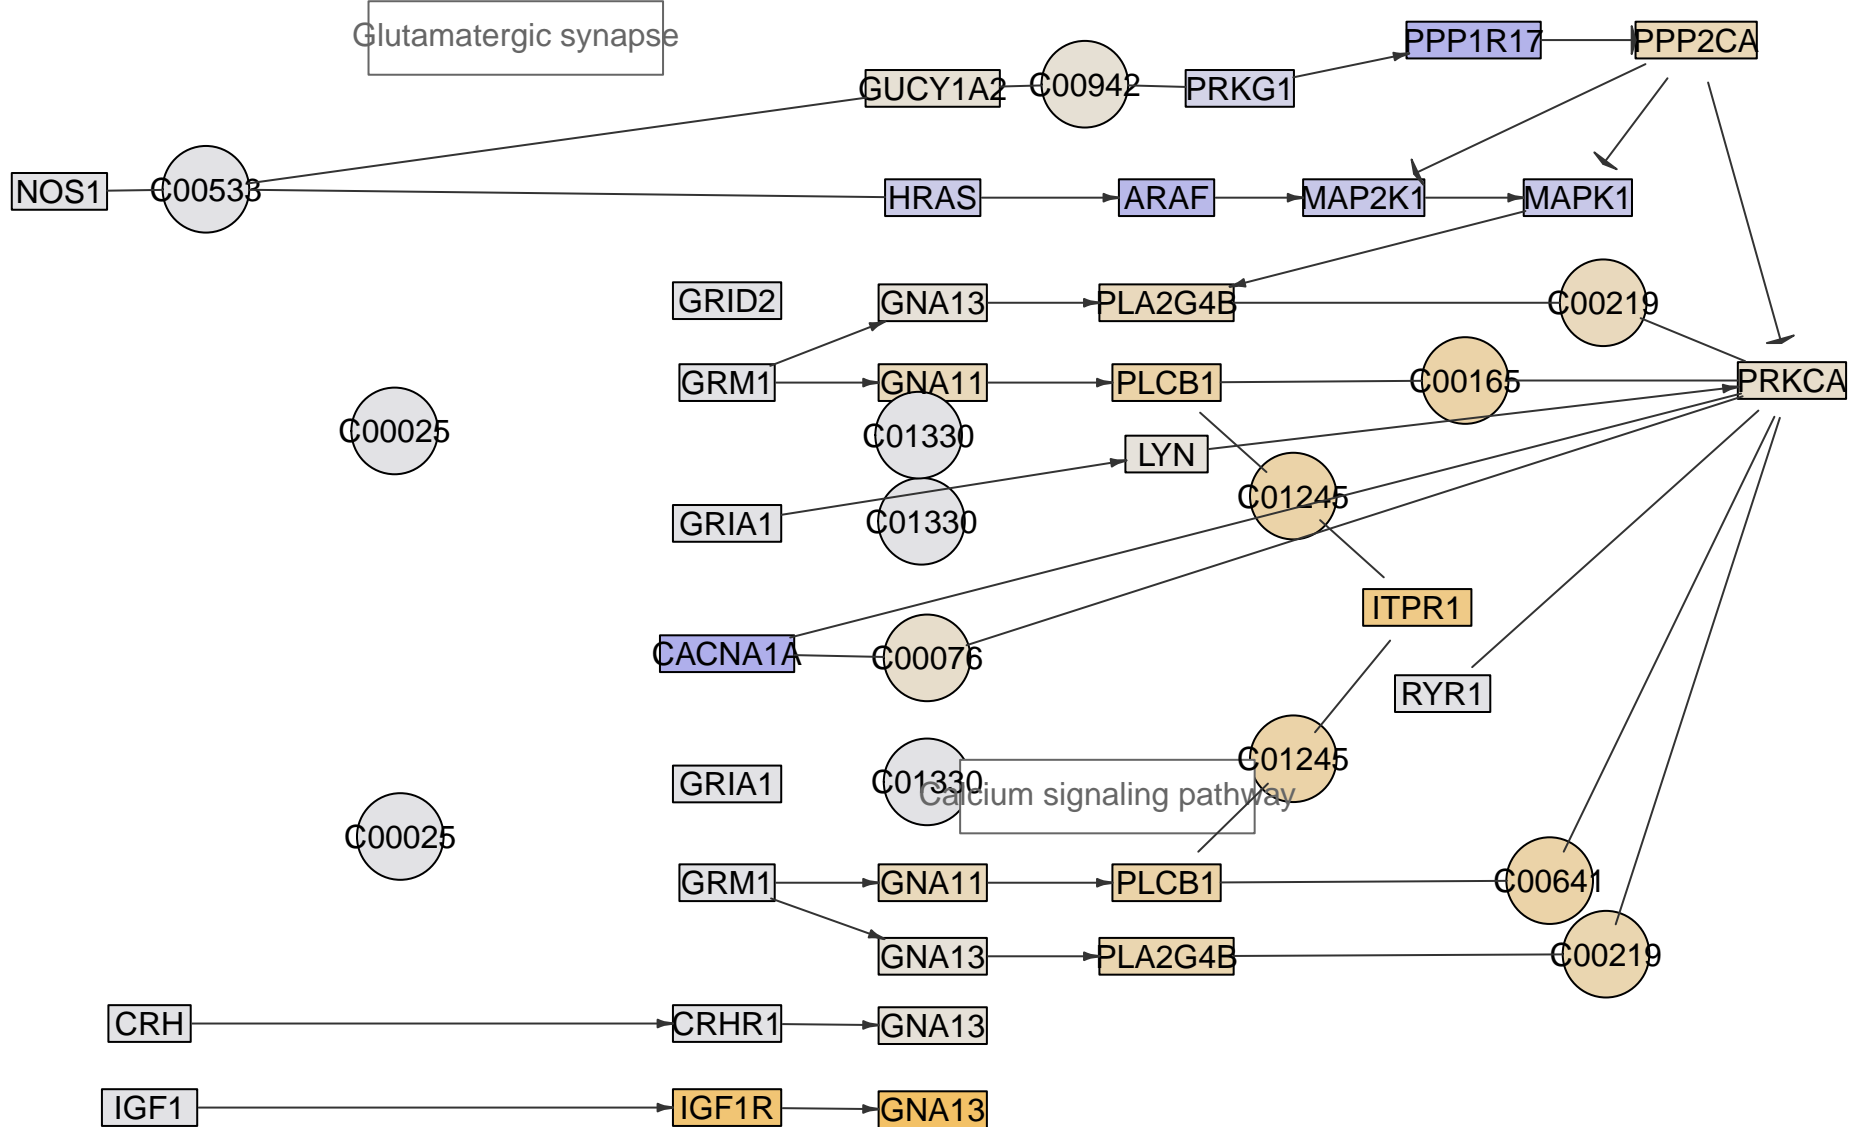 Glutamatergic synapse
PPP1R17
PPP2CA
GUCY1A2
C00942
PRKG1
NOS1
C00533
HRAS
ARAF
MAP2K1
MAPK1
GRID2
GNA13
PLA2G4B
C00219
GRM1
GNA11
PLCB1
C00165
PRKCA
C00025
C01330
LYN
C01245
GRIA1
C01330
ITPR1
CACNA1A
C00076
RYR1
GRIA1
C01330
C01245
Calcium signaling pathway
C00025
GRM1
GNA11
PLCB1
C00641
GNA13
PLA2G4B
C00219
CRH
CRHR1
GNA13
IGF1
IGF1R
GNA13